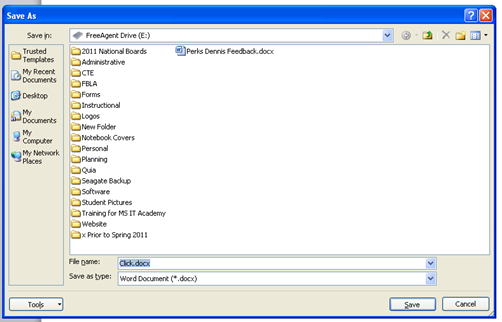 Save As
Save in: FreeAgent Drive (E:)
Trusted Templates
My Recent Documents
Desktop
My Documents
My Computer
My Network Places
2011 National Boards
Administrative
CTE
FBLA
Forms
Instructional
Logos
New Folder
Notebook Covers
Personal
Planning
Quia
Seagate Backup
Software
Student Pictures
Training for MS IT Academy
Website
x Prior to Spring 2011
Perks Dennis Feedback.docx
File name: Click.docx
Save as type: Word Document (*.docx)
Tools
Save
Cancel